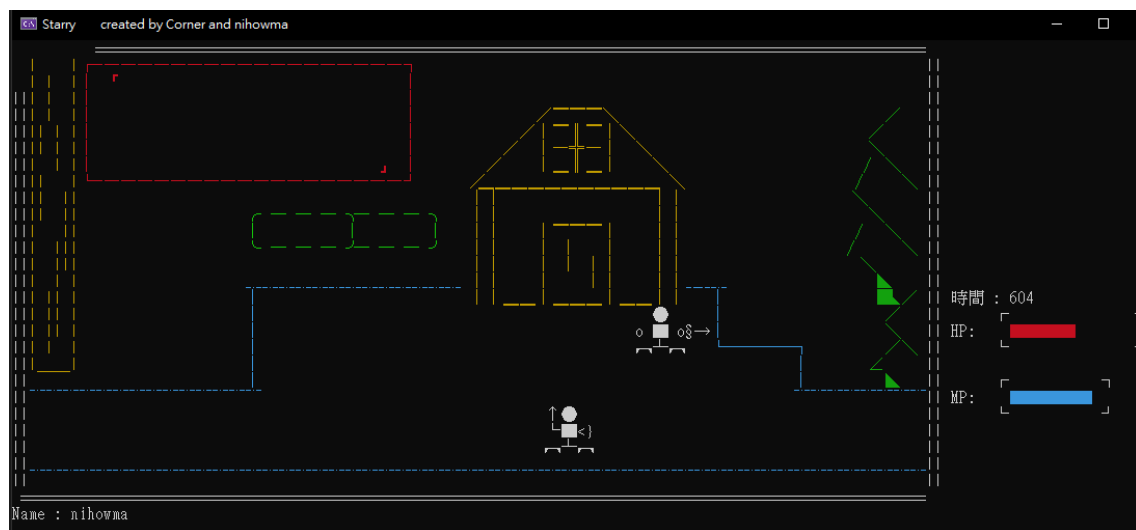 Starry created by Corner and nihowma
時間 : 604
HP:
MP:
Name : nihowma